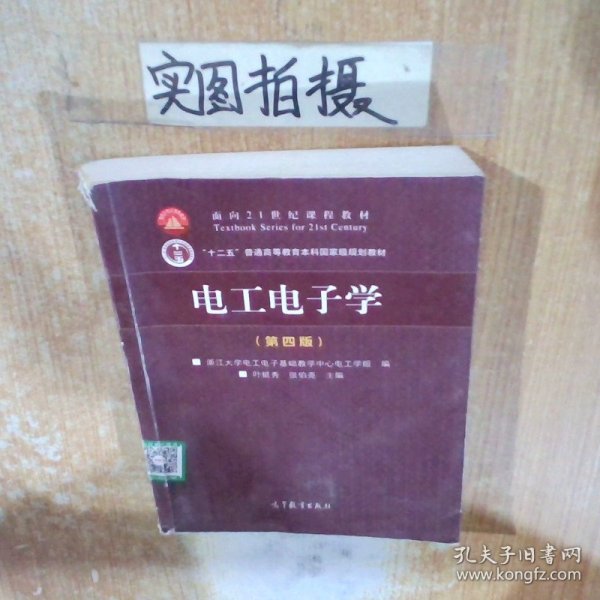 实图拍摄
面向21世纪课程教材
Textbook Series for 21st Century
"十二五"普通高等教育本科国家级规划教材
电工电子学
（第四版）
浙江大学电工电子基础教学中心电工学组 编
叶挺秀 张伯尧 主编
高等教育出版社
孔夫子旧书网
www.kongfz.com